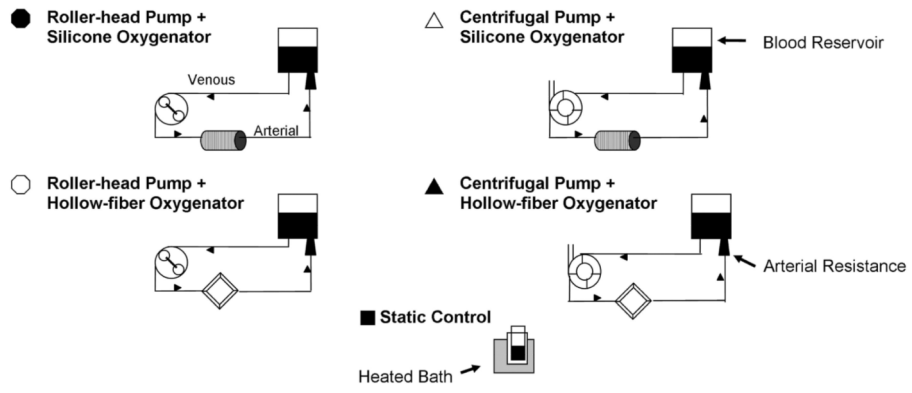 Roller-head Pump +
Silicone Oxygenator
Venous
Arterial
Centrifugal Pump +
Silicone Oxygenator
Blood Reservoir
Roller-head Pump +
Hollow-fiber Oxygenator
Centrifugal Pump +
Hollow-fiber Oxygenator
Arterial Resistance
Static Control
Heated Bath